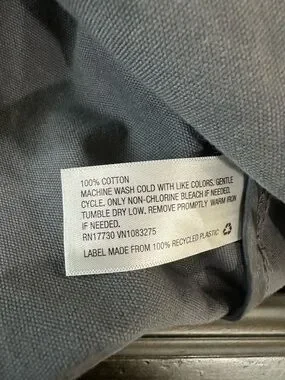 100% COTTON
MACHINE WASH COLD WITH LIKE COLORS. GENTLE
CYCLE. ONLY NON-CHLORINE BLEACH IF NEEDED.
TUMBLE DRY LOW. REMOVE PROMPTLY WARM IRON
IF NEEDED.
RN17730 VN1083275
LABEL MADE FROM 100% RECYCLED PLASTIC